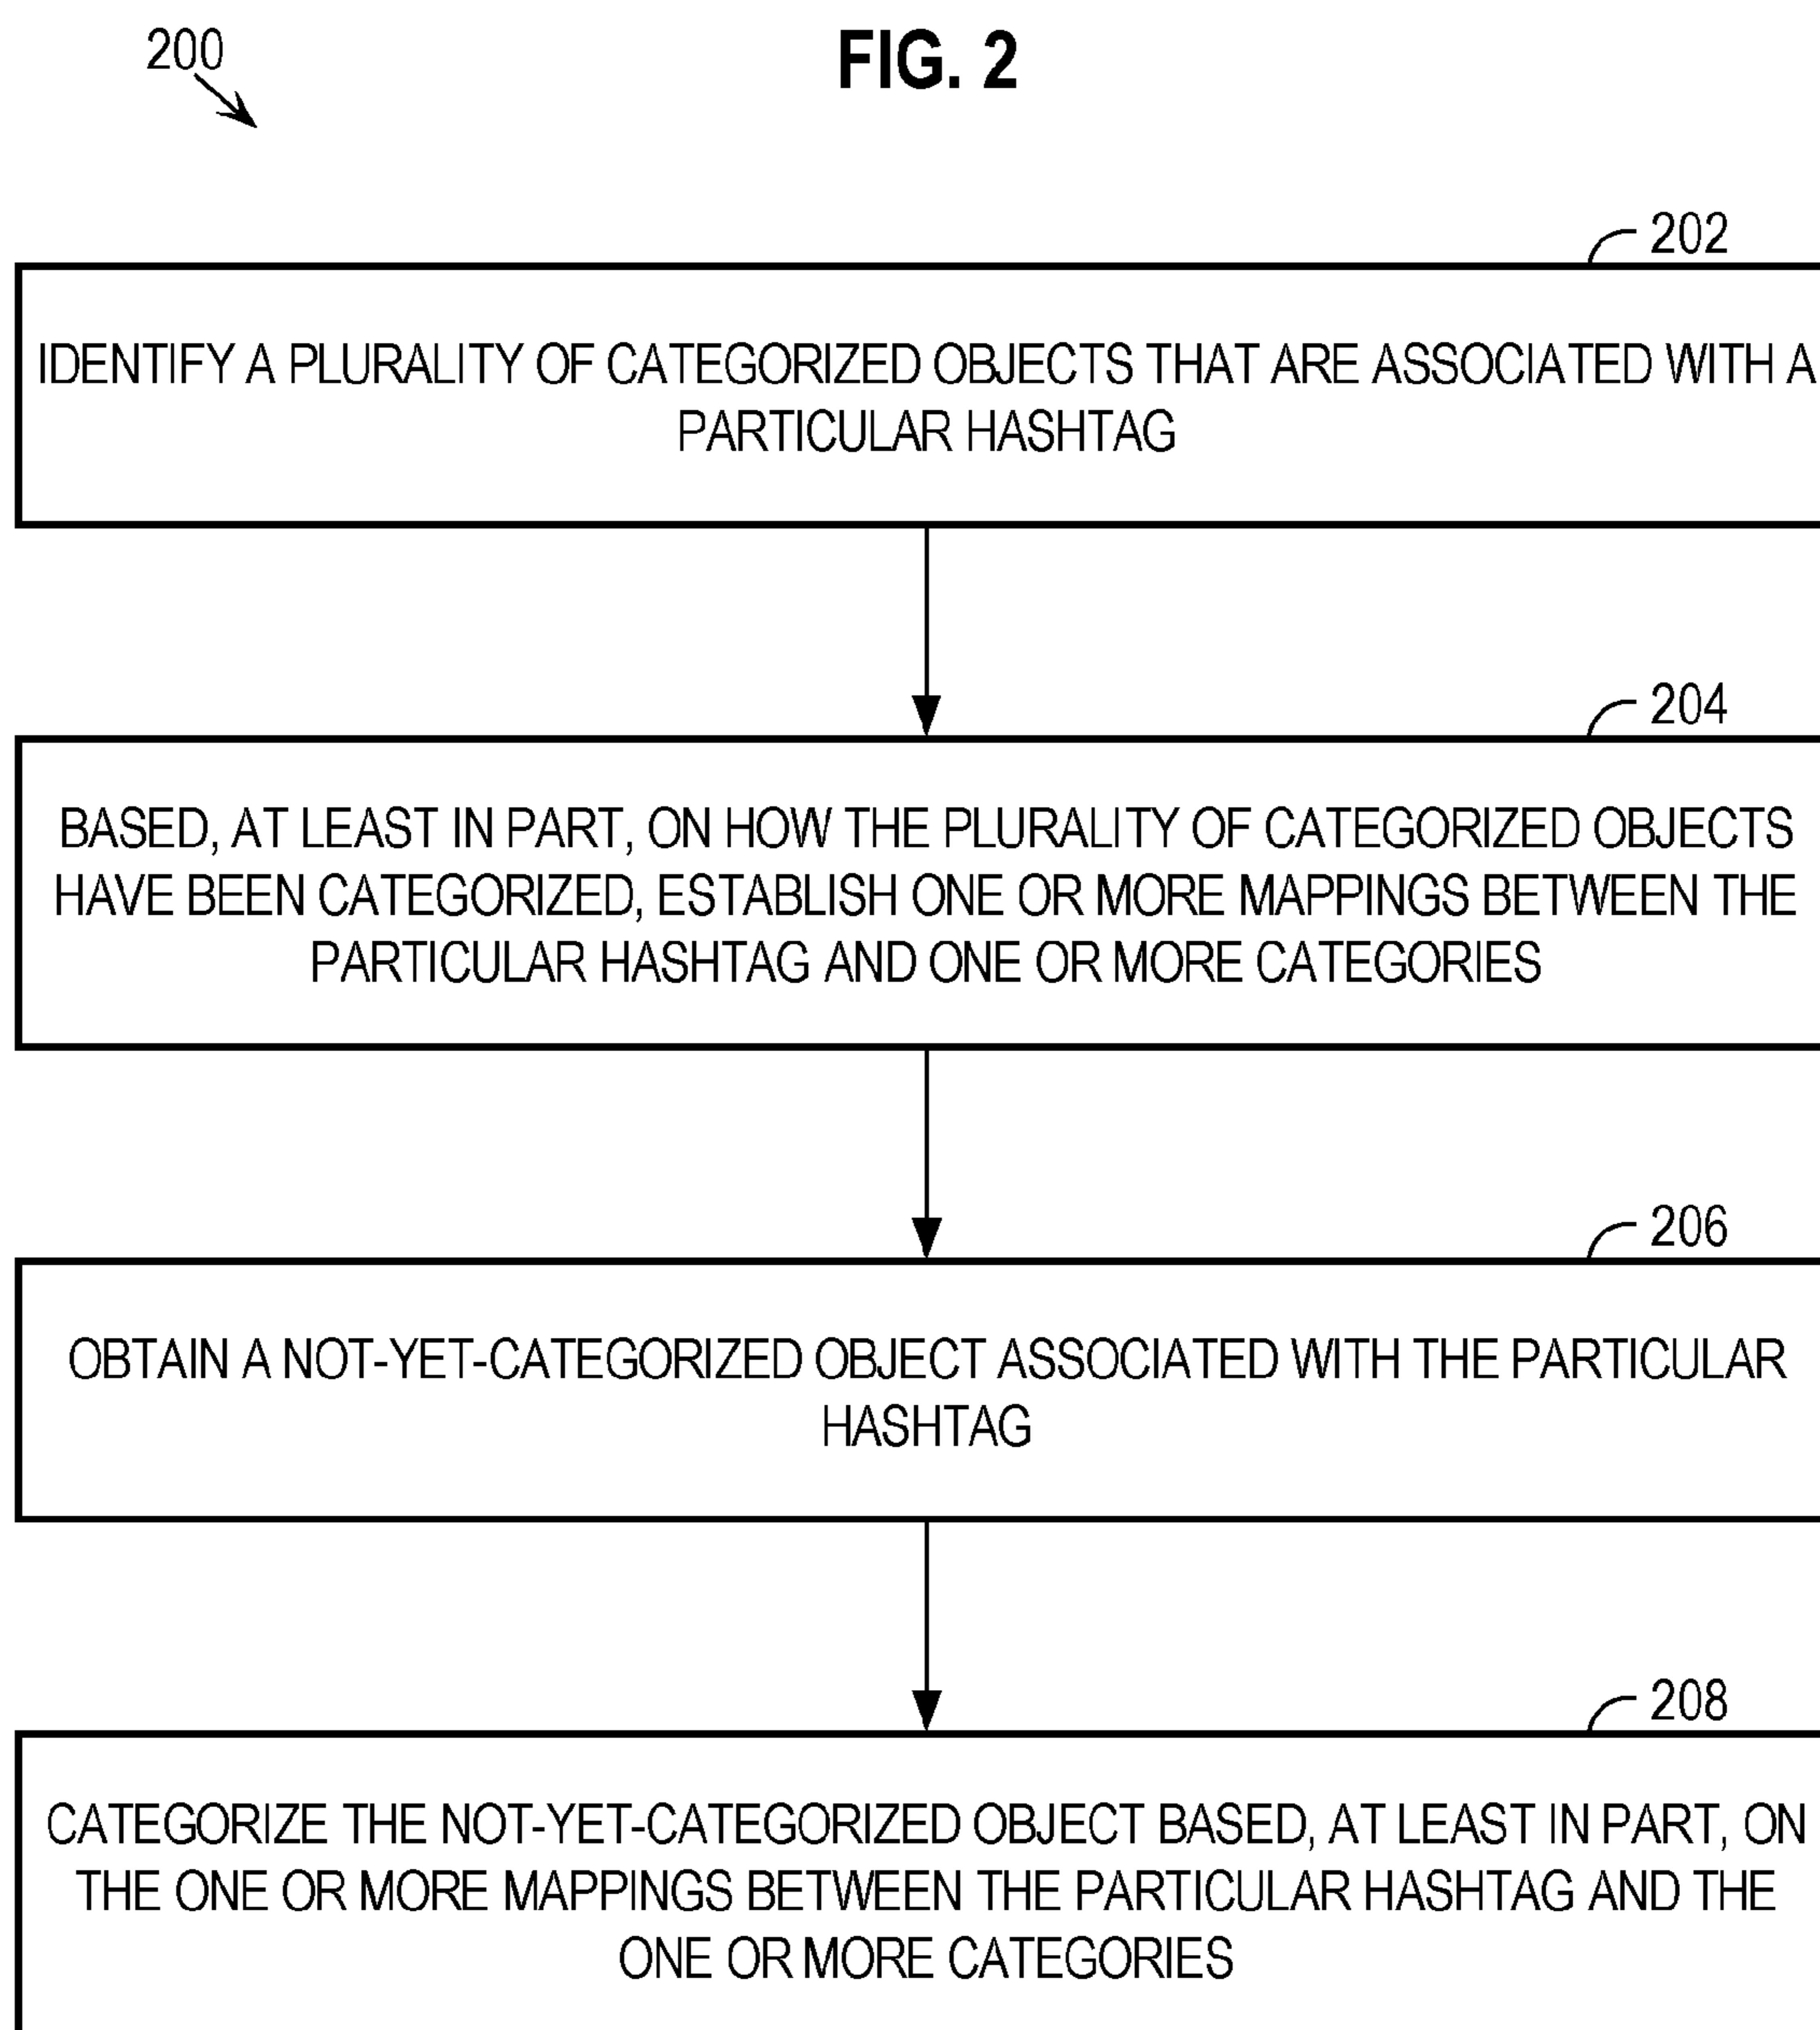 200
FIG. 2
202
IDENTIFY A PLURALITY OF CATEGORIZED OBJECTS THAT ARE ASSOCIATED WITH A
PARTICULAR HASHTAG
204
BASED, AT LEAST IN PART, ON HOW THE PLURALITY OF CATEGORIZED OBJECTS
HAVE BEEN CATEGORIZED, ESTABLISH ONE OR MORE MAPPINGS BETWEEN THE
PARTICULAR HASHTAG AND ONE OR MORE CATEGORIES
206
OBTAIN A NOT-YET-CATEGORIZED OBJECT ASSOCIATED WITH THE PARTICULAR
HASHTAG
208
CATEGORIZE THE NOT-YET-CATEGORIZED OBJECT BASED, AT LEAST IN PART, ON
THE ONE OR MORE MAPPINGS BETWEEN THE PARTICULAR HASHTAG AND THE
ONE OR MORE CATEGORIES